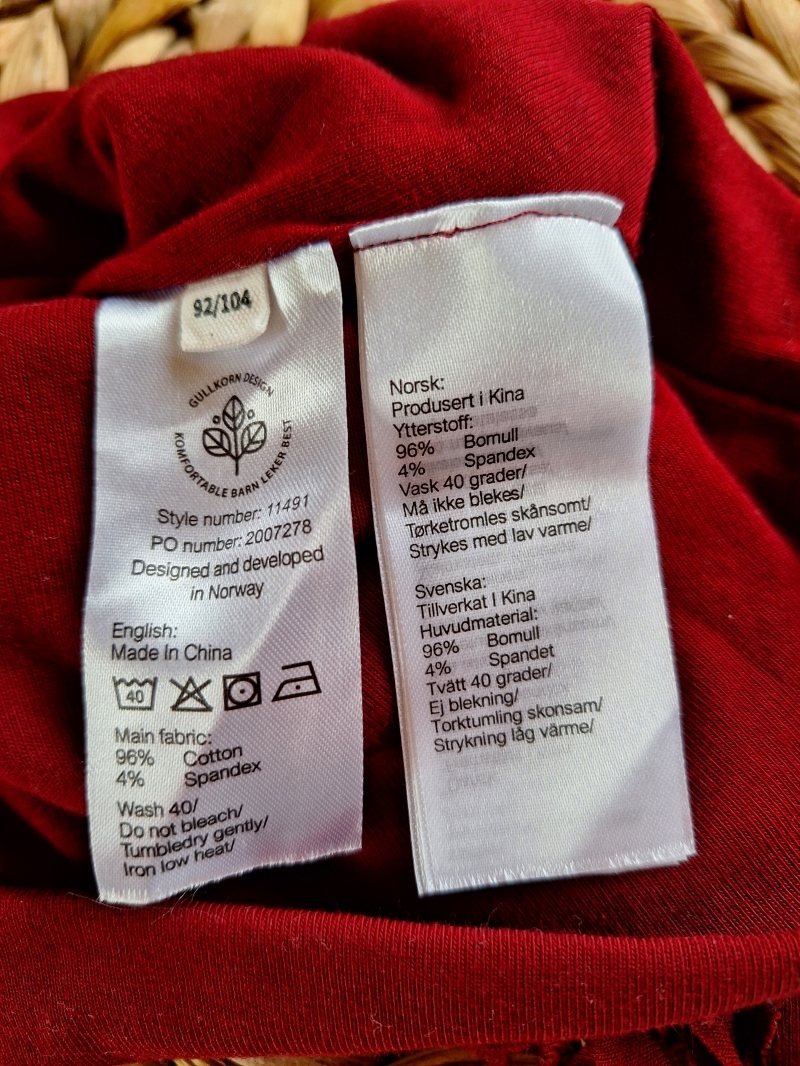 92/104
GULLKORN DESIGN
KOMFORTABLE BARN LEKER BEST
Style number: 11491
PO number: 2007278
Designed and developed
in Norway
English:
Made In China
40
Main fabric:
96% Cotton
4% Spandex
Wash 40/
Do not bleach/
Tumbledry gently/
Iron low heat/
Norsk:
Produsert i Kina
Ytterstoff:
96% Bomull
4% Spandex
Vask 40 grader/
Må ikke blekes/
Tørketromles skånsomt/
Strykes med lav varme/
Svenska:
Tillverkat I Kina
Huvudmaterial:
96% Bomull
4% Spandet
Tvätt 40 grader/
Ej blekning/
Torktumling skonsam/
Strykning låg värme/